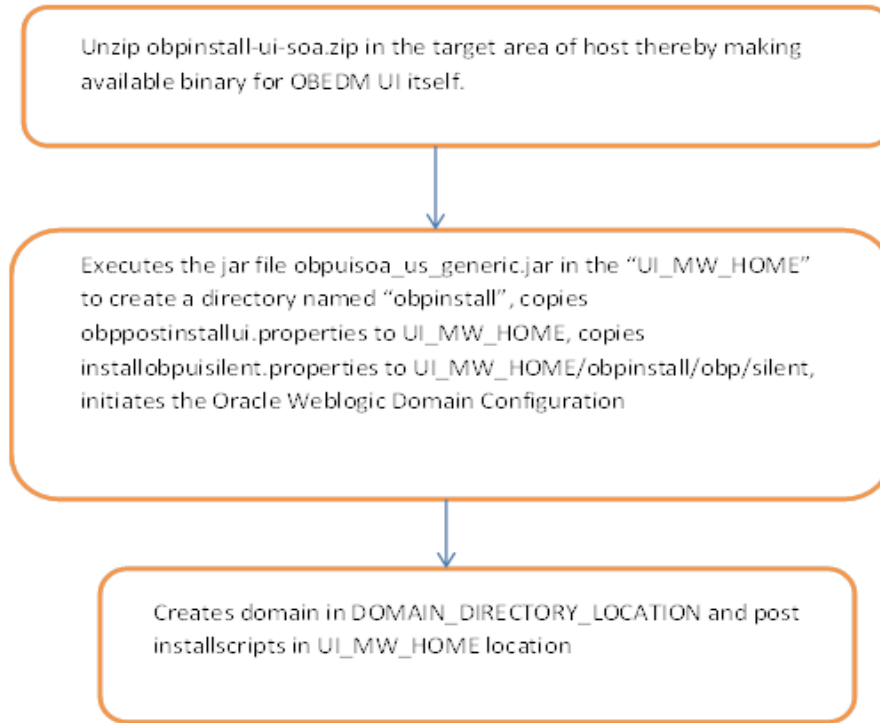 Unzip obpinstall-ui-soa.zip in the target area of host thereby making
available binary for OBEDM UI itself.
Executes the jar file obpuisoa_us_generic.jar in the “UI_MW_HOME”
to create a directory named “obpinstall”, copies
obppostinstallui.properties to UI_MW_HOME, copies
installobpuisilent.properties to UI_MW_HOME/obpinstall/obp/silent,
initiates the Oracle Weblogic Domain Configuration
Creates domain in DOMAIN_DIRECTORY_LOCATION and post
installscripts in UI_MW_HOME location